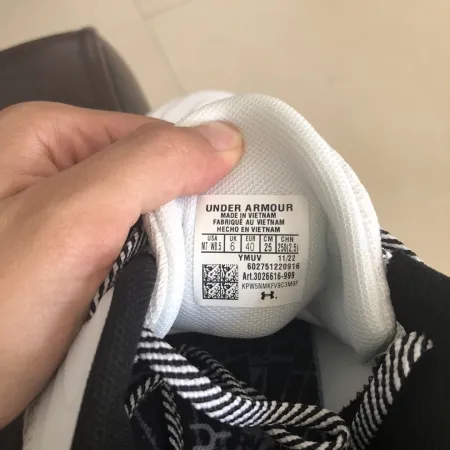 UNDER ARMOUR
MADE IN VIETNAM
FABRIQUÉ AU VIETNAM
HECHO EN VIETNAM
USA UK EUR CM CHN
M7 W8.5 6 40 25 250(2.5)
YMUV 11/22
602751220916
Art.3026616-999